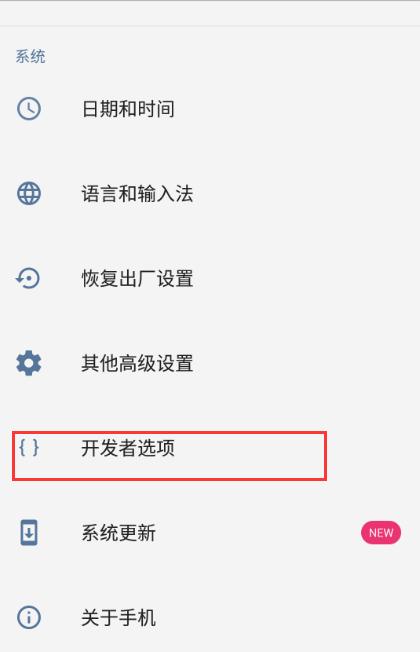 系统
日期和时间
语言和输入法
恢复出厂设置
其他高级设置
{ } 开发者选项
系统更新 NEW
关于手机